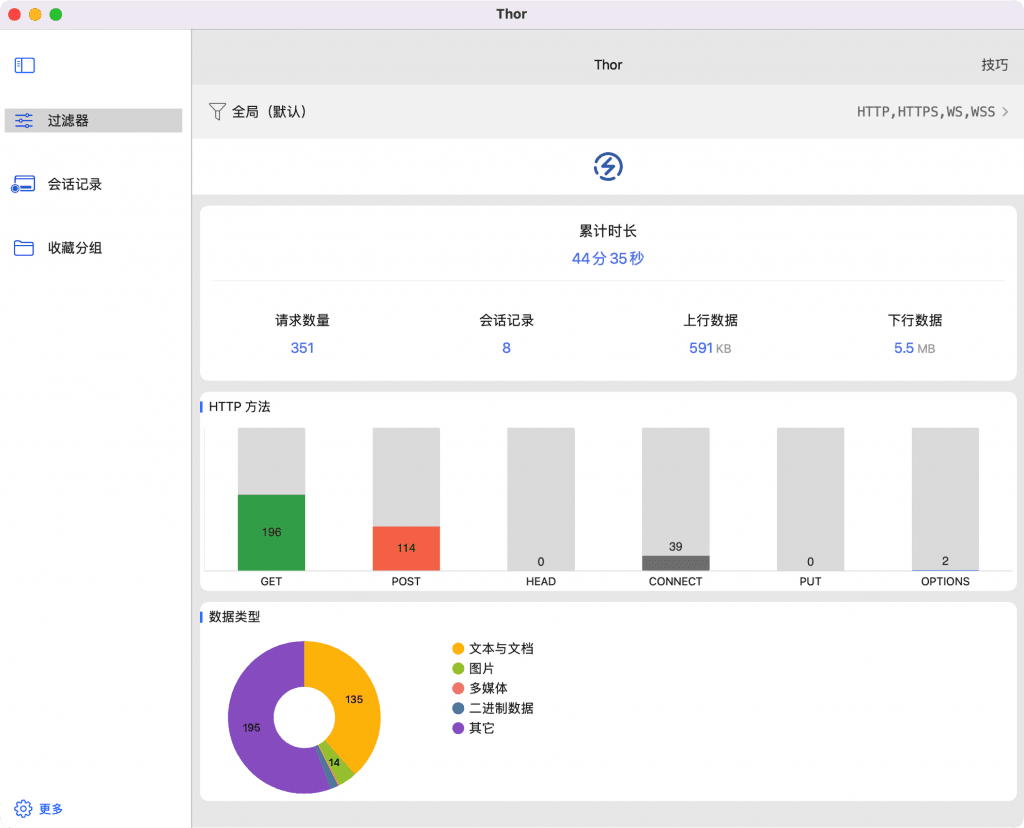 Thor
Thor
技巧
过滤器
会话记录
收藏分组
更多
全局（默认）
HTTP,HTTPS,WS,WSS
累计时长
44分35秒
请求数量 会话记录 上行数据 下行数据
351 8 591 KB 5.5 MB
HTTP 方法
196 114 0 39 0 2
GET POST HEAD CONNECT PUT OPTIONS
数据类型
135
195
14
文本与文档
图片
多媒体
二进制数据
其它